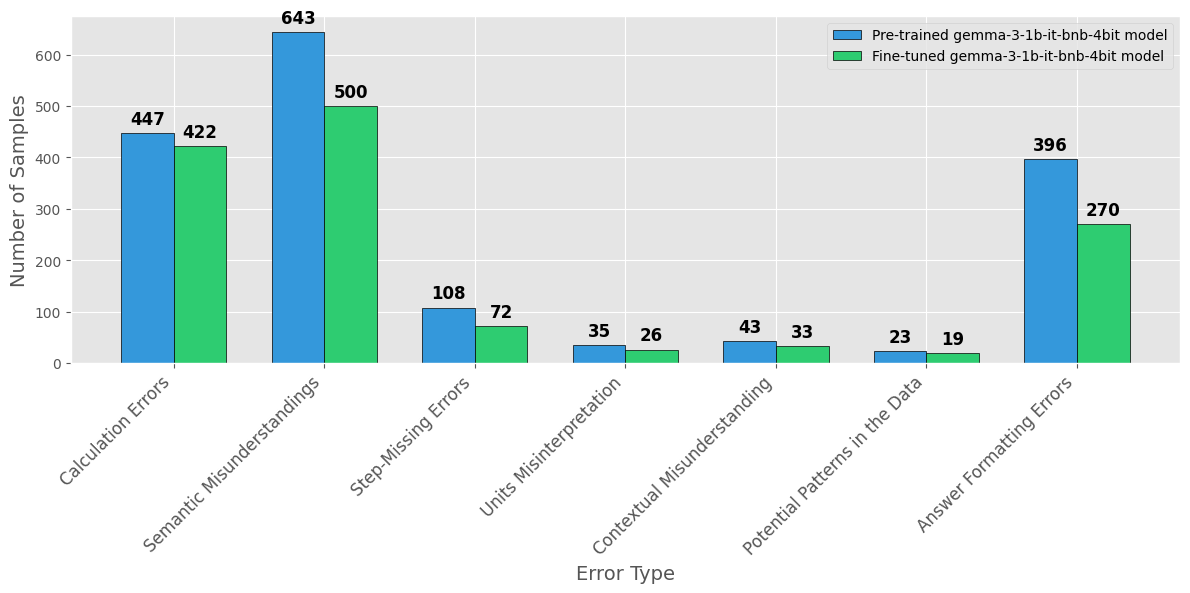 Pre-trained gemma-3-1b-it-bnb-4bit model
Fine-tuned gemma-3-1b-it-bnb-4bit model
Number of Samples
600
500
400
300
200
100
0
447
422
643
500
108
72
35
26
43
33
23
19
396
270
Calculation Errors
Semantic Misunderstandings
Step-Missing Errors
Units Misinterpretation
Contextual Misunderstanding
Potential Patterns in the Data
Answer Formatting Errors
Error Type